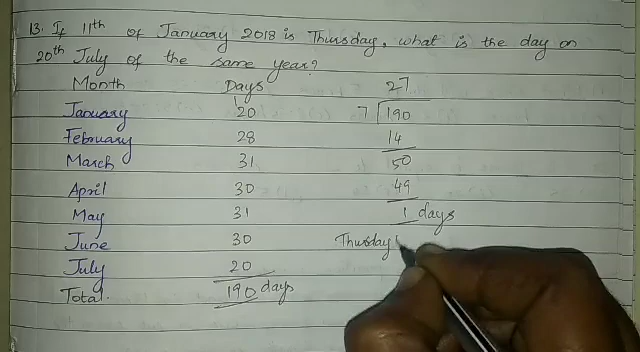 13. If 11th of January 2018 is Thursday, what is the day on
20th July of the same year?
Month Days 27
January 20 7 190
February 28 14
March 31 50
April 30 49
May 31 1 days
June 30 Thursday
July 20
Total. 190 days